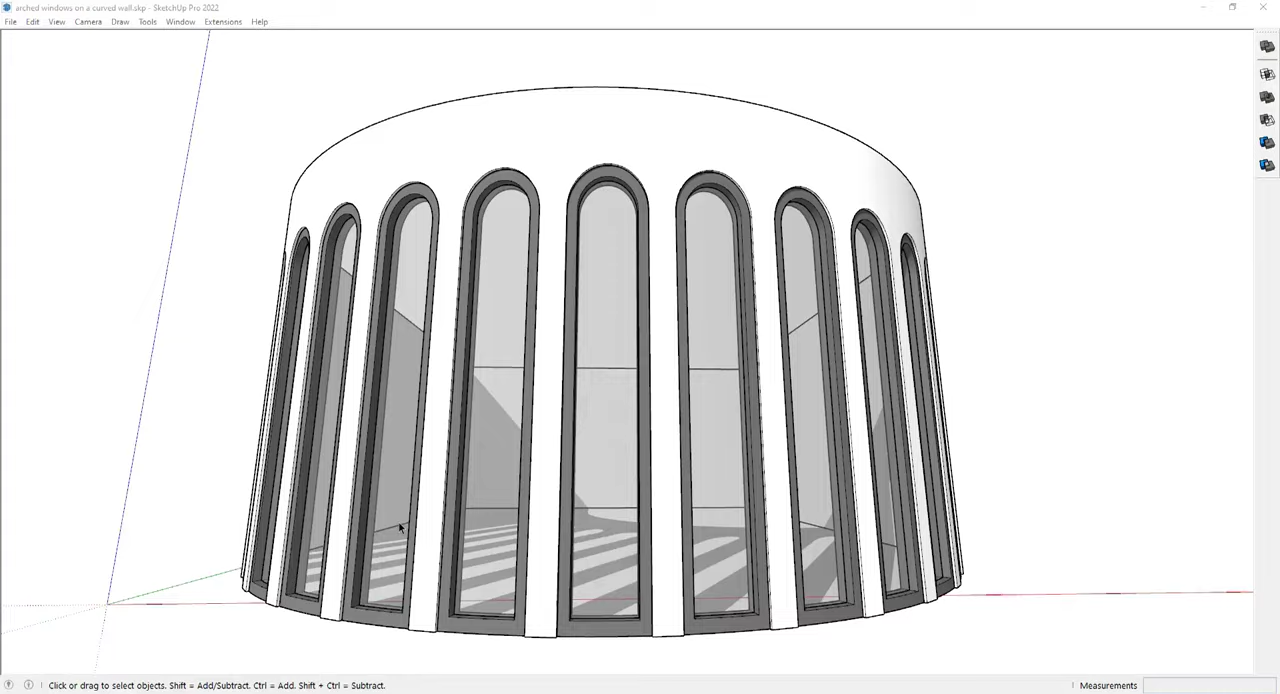 arched windows on a curved wall.skp - SketchUp Pro 2022
File Edit View Camera Draw Tools Window Extensions Help
Click or drag to select objects. Shift = Add/Subtract. Ctrl = Add. Shift + Ctrl = Subtract.
Measurements